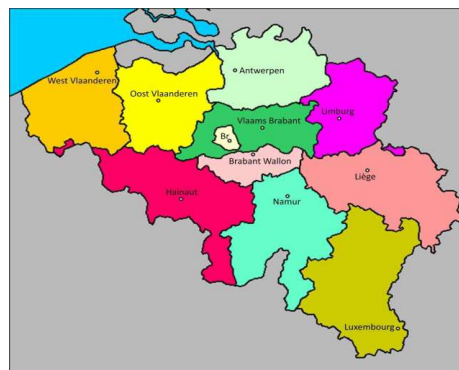 Antwerpen
West Vlaanderen
Oost Vlaanderen
Limburg
Vlaams Brabant
Br.
Brabant Wallon
Liège
Hainaut
Namur
Luxembourg